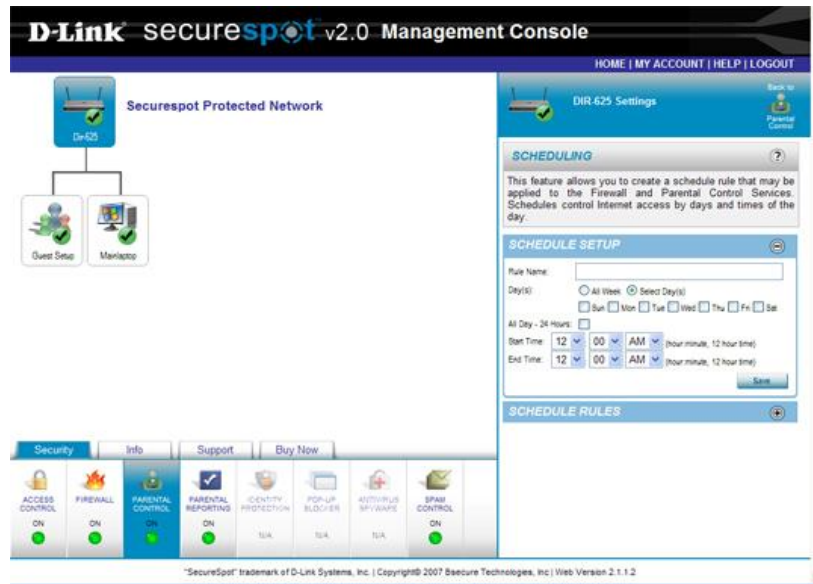 D-Link securespot v2.0 Management Console
HOME | MY ACCOUNT | HELP | LOGOUT
Dir-625
Securespot Protected Network
Guest Setup
Mainlaptop
DIR-625 Settings
Back to
Parental
Control
SCHEDULING
?
This feature allows you to create a schedule rule that may be
applied to the Firewall and Parental Control Services.
Schedules control Internet access by days and times of the
day.
SCHEDULE SETUP
Rule Name:
Day(s): All Week Select Day(s)
Sun Mon Tue Wed Thu Fri Sat
All Day - 24 Hours:
Start Time: 12 00 AM (hour:minute, 12 hour time)
End Time: 12 00 AM (hour:minute, 12 hour time)
Save
SCHEDULE RULES
Security Info Support Buy Now
ACCESS
CONTROL
ON
FIREWALL
ON
PARENTAL
CONTROL
ON
PARENTAL
REPORTING
ON
IDENTITY
PROTECTION
N/A
POP-UP
BLOCKER
N/A
ANTIVIRUS
SPYWARE
N/A
SPAM
CONTROL
ON
"SecureSpot" trademark of D-Link Systems, Inc. | Copyright© 2007 Bsecure Technologies, Inc | Web Version 2.1.1.2